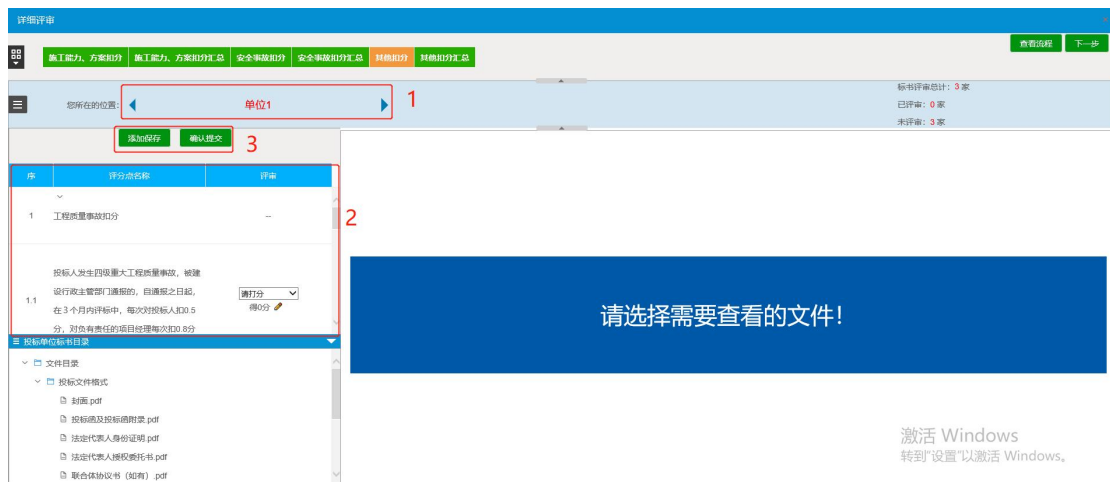 详细评审
查看流程 下一步
施工能力、方案扣分 施工能力、方案扣分汇总 安全事故扣分 安全事故扣分汇总 其他扣分 其他扣分汇总
标书评审总计：3 家
您所在的位置： 单位1 1
已评审：0 家
未评审：3 家
添加保存 确认提交 3
序 评分点名称 评审
1 工程质量事故扣分 --
2
投标人发生四级重大工程质量事故，被建
设行政主管部门通报的，自通报之日起，
1.1 请打分
在３个月内评标中，每次对投标人扣0.5 得0分
分，对负有责任的项目经理每次扣0.8分
请选择需要查看的文件！
投标单位标书目录
文件目录
投标文件格式
封面.pdf
投标函及投标函附录.pdf
法定代表人身份证明.pdf
法定代表人授权委托书.pdf
联合体协议书（如有）.pdf
激活 Windows
转到"设置"以激活 Windows。